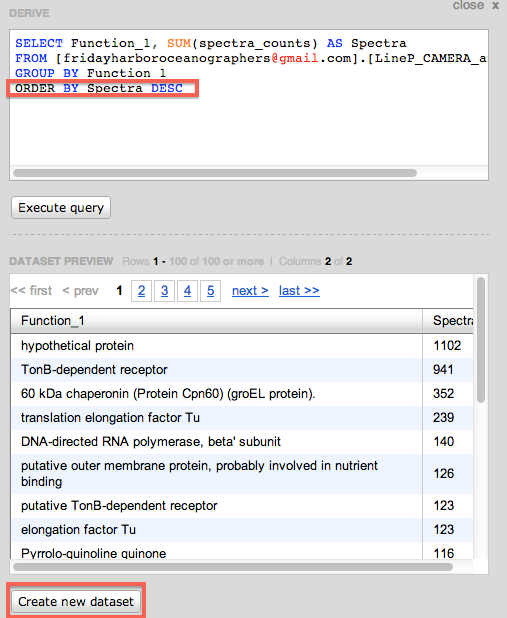 close x
DERIVE
SELECT Function_1, SUM(spectra_counts) AS Spectra
FROM [fridayharboroceanographers@gmail.com].[LineP_CAMERA_a
GROUP BY Function_1
ORDER BY Spectra DESC
Execute query
DATASET PREVIEW Rows 1 - 100 of 100 or more | Columns 2 of 2
<< first < prev 1 2 3 4 5 next > last >>
Function_1 Spectra
hypothetical protein 1102
TonB-dependent receptor 941
60 kDa chaperonin (Protein Cpn60) (groEL protein). 352
translation elongation factor Tu 239
DNA-directed RNA polymerase, beta' subunit 140
putative outer membrane protein, probably involved in nutrient
binding 126
putative TonB-dependent receptor 123
elongation factor Tu 123
Pyrrolo-quinoline quinone 116
Create new dataset